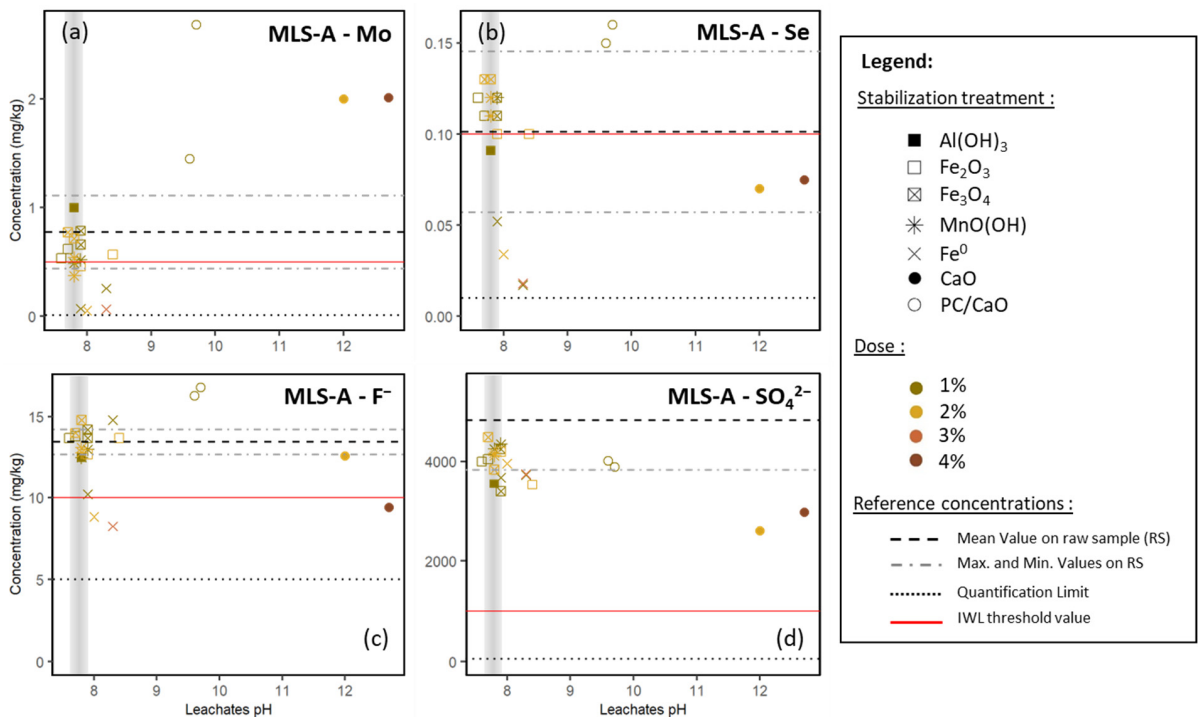 (a)
MLS-A - Mo
Concentration (mg/kg)
2
1
0
8
9
10
11
12
(b)
MLS-A - Se
0.15
0.10
0.05
0.00
8
9
10
11
12
MLS-A - F⁻
(c)
Concentration (mg/kg)
15
10
5
0
8
9
10
11
12
Leachates pH
MLS-A - SO₄²⁻
(d)
4000
2000
0
8
9
10
11
12
Leachates pH
Legend:
Stabilization treatment :
Al(OH)₃
Fe₂O₃
Fe₃O₄
MnO(OH)
Fe⁰
CaO
PC/CaO
Dose :
1%
2%
3%
4%
Reference concentrations :
Mean Value on raw sample (RS)
Max. and Min. Values on RS
Quantification Limit
IWL threshold value